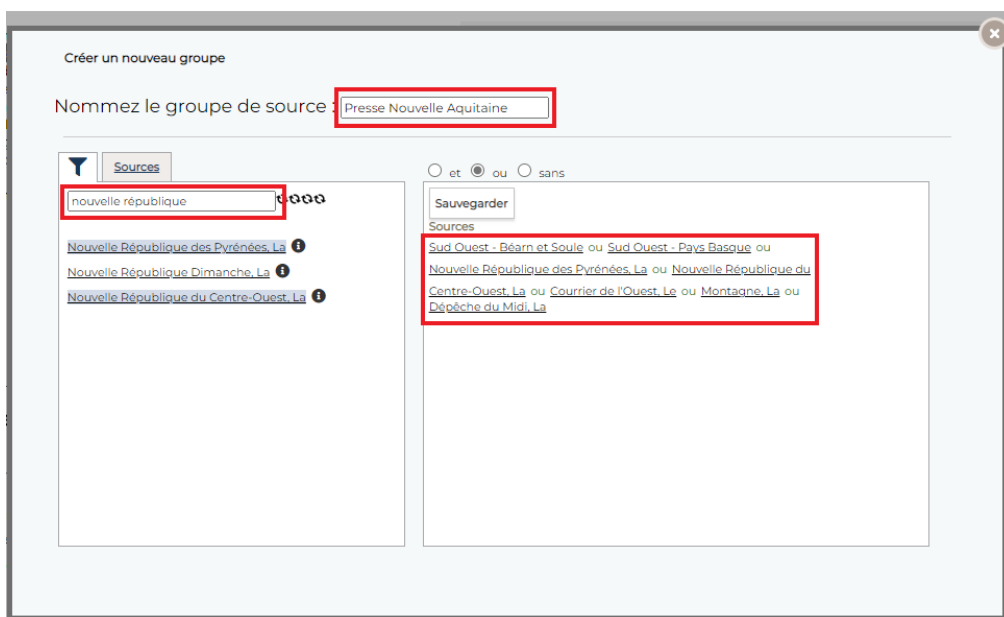 Créer un nouveau groupe
Nommez le groupe de source : Presse Nouvelle Aquitaine
Sources
nouvelle république
Nouvelle République des Pyrénées, La
Nouvelle République Dimanche, La
Nouvelle République du Centre-Ouest, La
et ou sans
Sauvegarder
Sources
Sud Ouest - Béarn et Soule ou Sud Ouest - Pays Basque ou
Nouvelle République des Pyrénées, La ou Nouvelle République du
Centre-Ouest, La ou Courrier de l'Ouest, Le ou Montagne, La ou
Dépêche du Midi, La